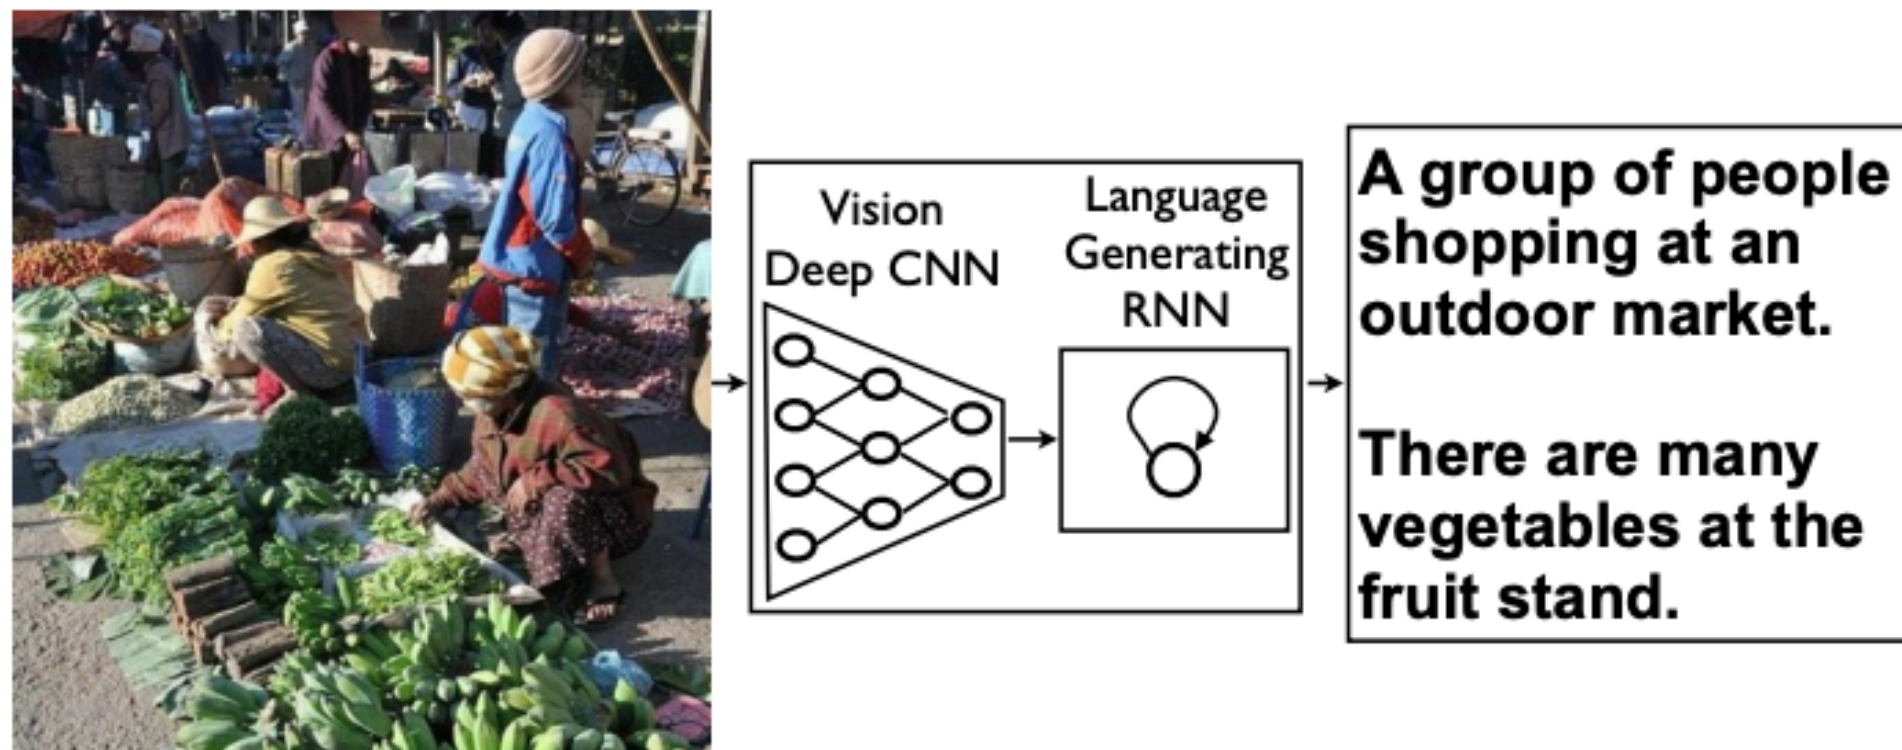 Vision
Deep CNN
Language
Generating
RNN
A group of people
shopping at an
outdoor market.
There are many
vegetables at the
fruit stand.